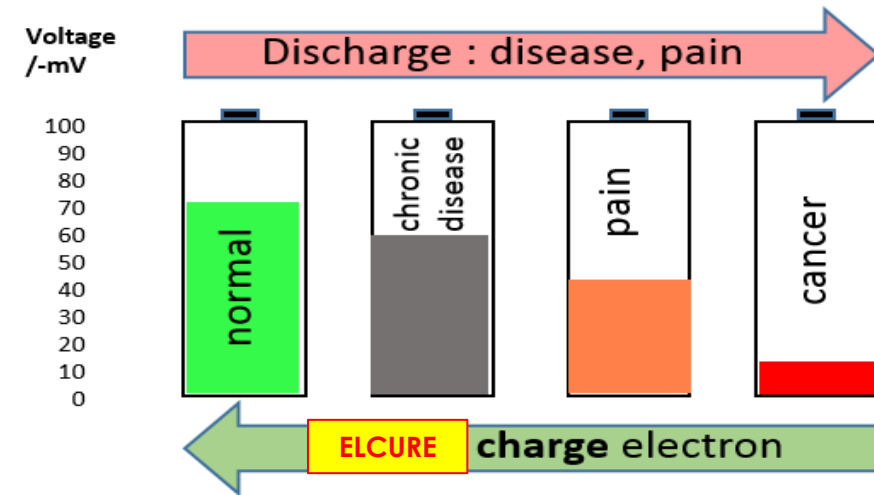 Voltage
/-mV
Discharge : disease, pain
100
90
80
70
60
50
40
30
20
10
0
normal
chronic
disease
pain
cancer
ELCURE charge electron